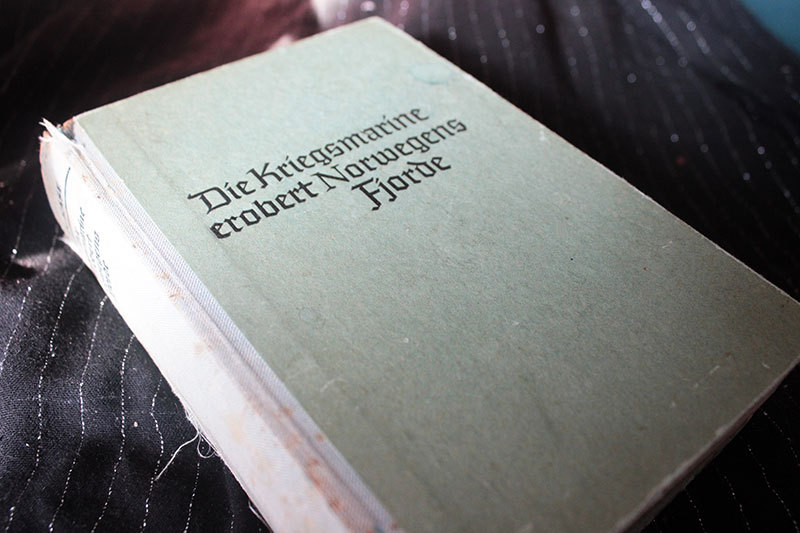 Die Kriegsmarine
erobert Norwegens
Fjorde